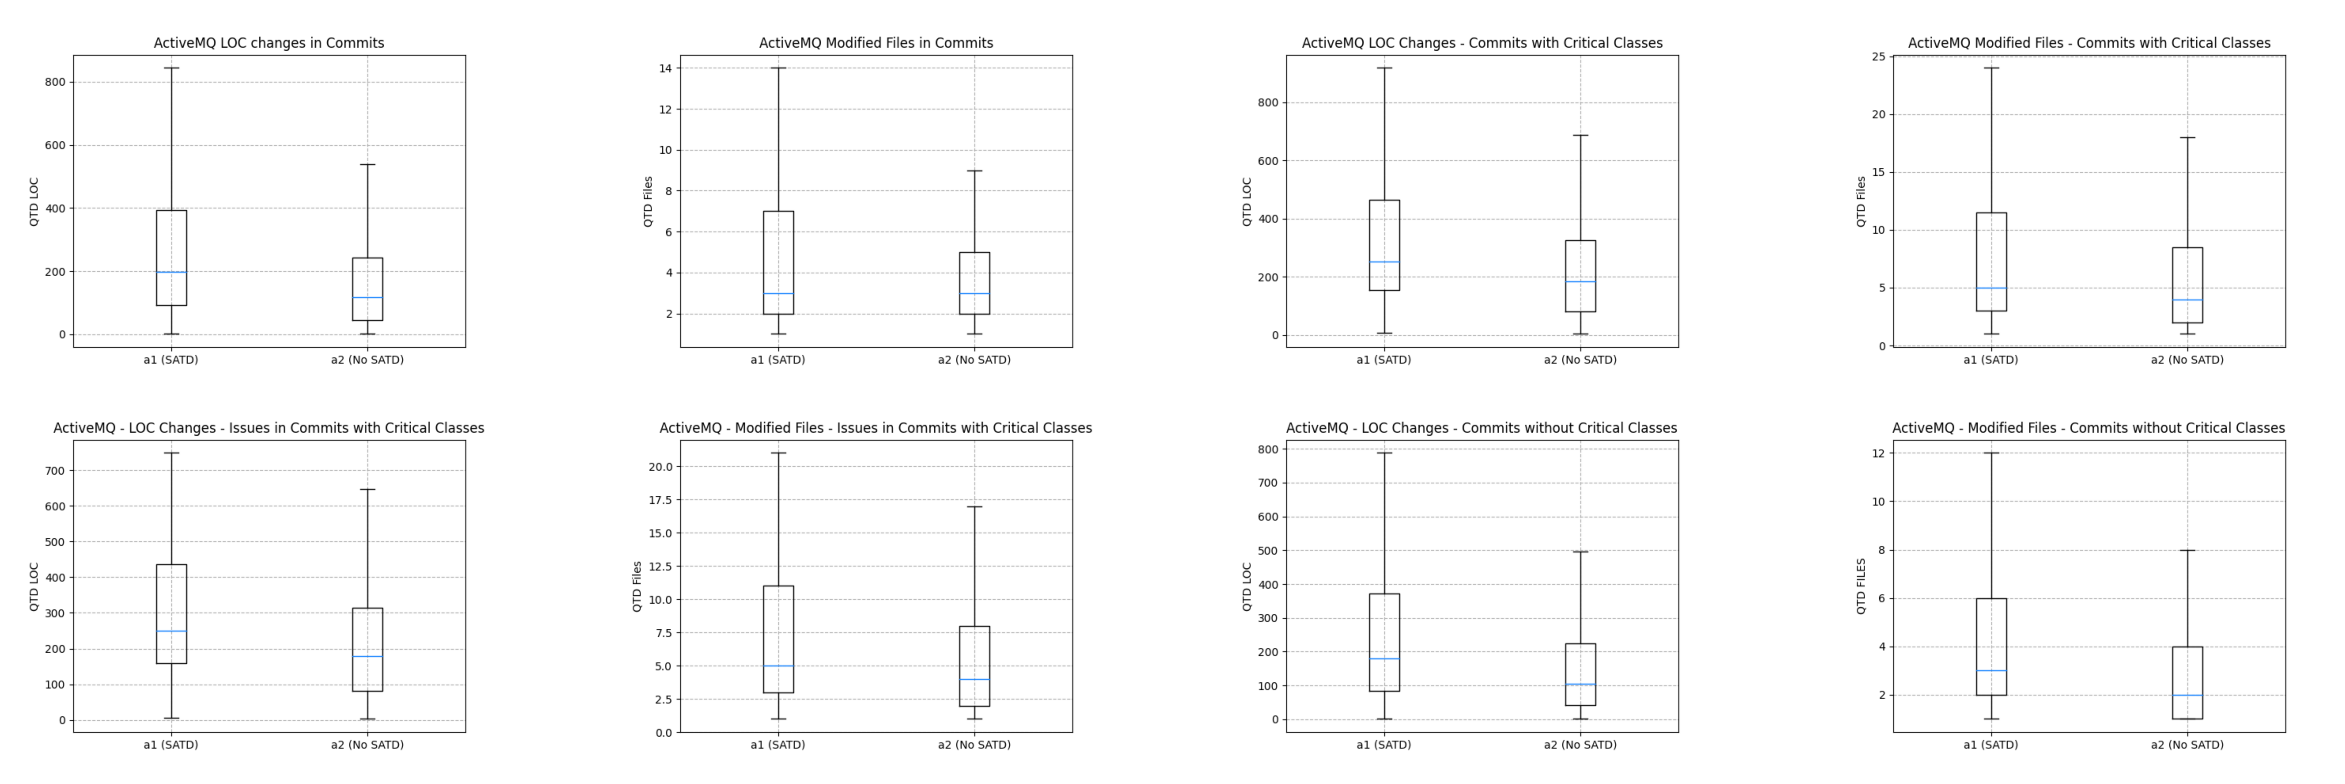 ActiveMQ LOC changes in Commits
QTD LOC
800
600
400
200
0
a1 (SATD)
a2 (No SATD)
ActiveMQ Modified Files in Commits
QTD Files
14
12
10
8
6
4
2
a1 (SATD)
a2 (No SATD)
ActiveMQ LOC Changes - Commits with Critical Classes
QTD LOC
800
600
400
200
0
a1 (SATD)
a2 (No SATD)
ActiveMQ Modified Files - Commits with Critical Classes
QTD Files
25
20
15
10
5
0
a1 (SATD)
a2 (No SATD)
ActiveMQ - LOC Changes - Issues in Commits with Critical Classes
QTD LOC
700
600
500
400
300
200
100
0
a1 (SATD)
a2 (No SATD)
ActiveMQ - Modified Files - Issues in Commits with Critical Classes
QTD Files
20.0
17.5
15.0
12.5
10.0
7.5
5.0
2.5
0.0
a1 (SATD)
a2 (No SATD)
ActiveMQ - LOC Changes - Commits without Critical Classes
QTD LOC
800
700
600
500
400
300
200
100
0
a1 (SATD)
a2 (No SATD)
ActiveMQ - Modified Files - Commits without Critical Classes
QTD FILES
12
10
8
6
4
2
a1 (SATD)
a2 (No SATD)